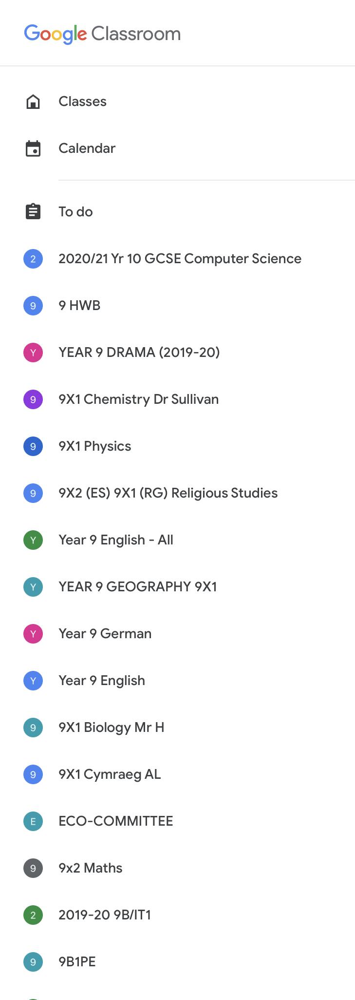 Google Classroom
Classes
Calendar
To do
2 2020/21 Yr 10 GCSE Computer Science
9 9 HWB
Y YEAR 9 DRAMA (2019-20)
9 9X1 Chemistry Dr Sullivan
9 9X1 Physics
9 9X2 (ES) 9X1 (RG) Religious Studies
Y Year 9 English - All
Y YEAR 9 GEOGRAPHY 9X1
Y Year 9 German
Y Year 9 English
9 9X1 Biology Mr H
9 9X1 Cymraeg AL
E ECO-COMMITTEE
9 9x2 Maths
2 2019-20 9B/IT1
9 9B1PE